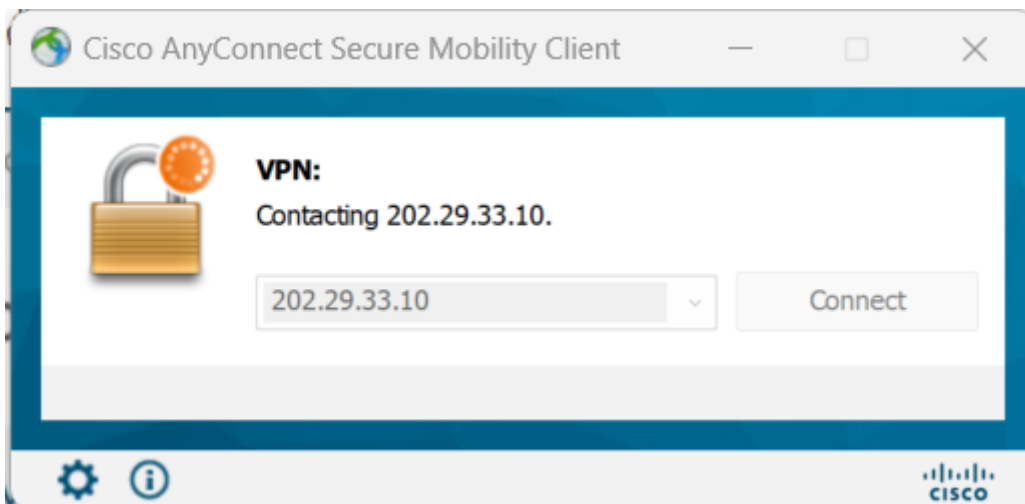 Cisco AnyConnect Secure Mobility Client
VPN:
Contacting 202.29.33.10.
202.29.33.10
Connect
CISCO